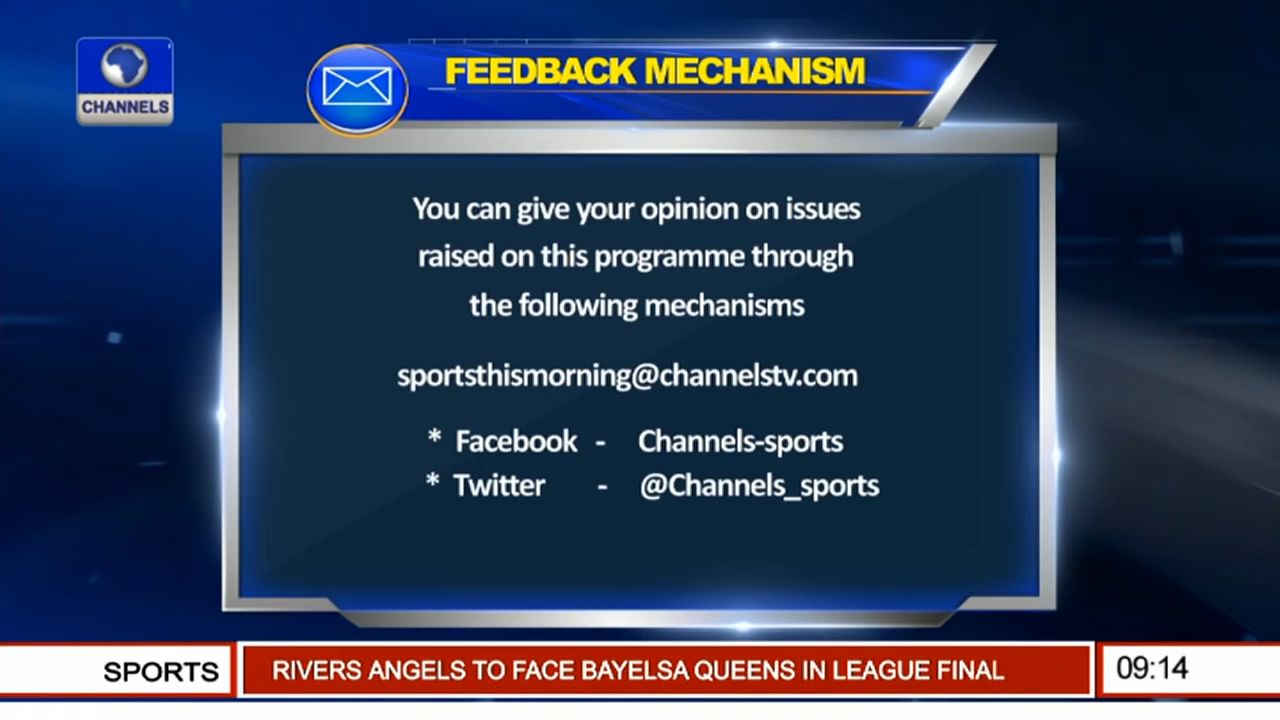 CHANNELS
FEEDBACK MECHANISM
You can give your opinion on issues
raised on this programme through
the following mechanisms
sportsthismorning@channelstv.com
* Facebook - Channels-sports
* Twitter - @Channels_sports
SPORTS
RIVERS ANGELS TO FACE BAYELSA QUEENS IN LEAGUE FINAL
09:14